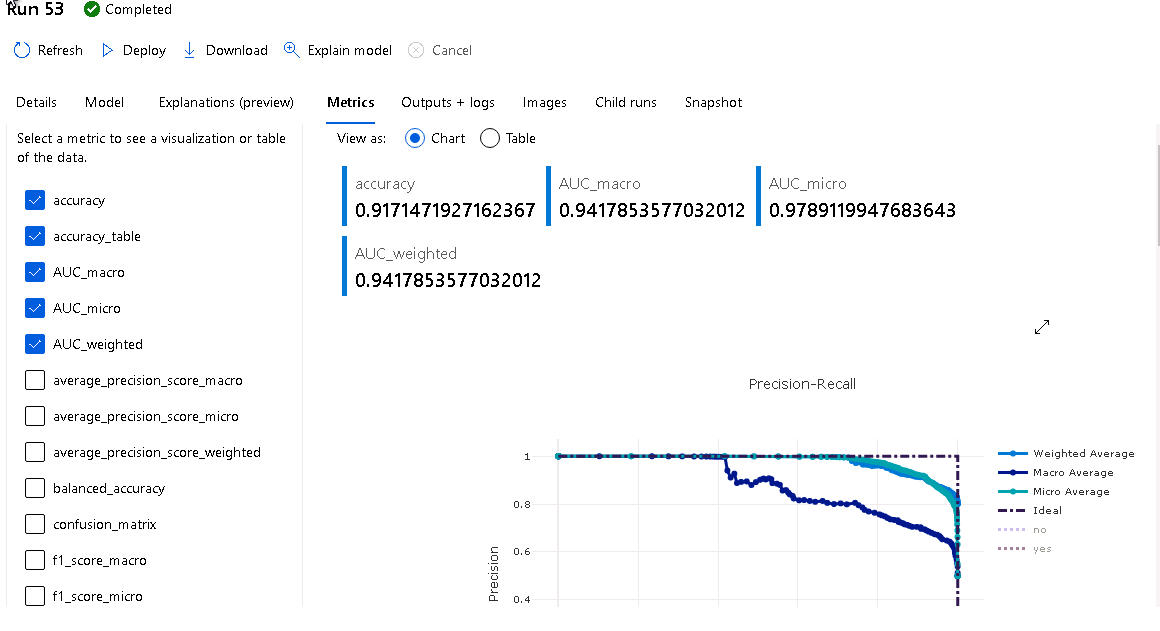 Run 53 Completed
Refresh Deploy Download Explain model Cancel
Details Model Explanations (preview) Metrics Outputs + logs Images Child runs Snapshot
Select a metric to see a visualization or table
of the data.
accuracy
accuracy_table
AUC_macro
AUC_micro
AUC_weighted
average_precision_score_macro
average_precision_score_micro
average_precision_score_weighted
balanced_accuracy
confusion_matrix
f1_score_macro
f1_score_micro
View as: Chart Table
accuracy AUC_macro AUC_micro
0.9171471927162367 0.9417853577032012 0.9789119947683643
AUC_weighted
0.9417853577032012
Precision-Recall
Precision
1
0.8
0.6
0.4
Weighted Average
Macro Average
Micro Average
Ideal
no
yes